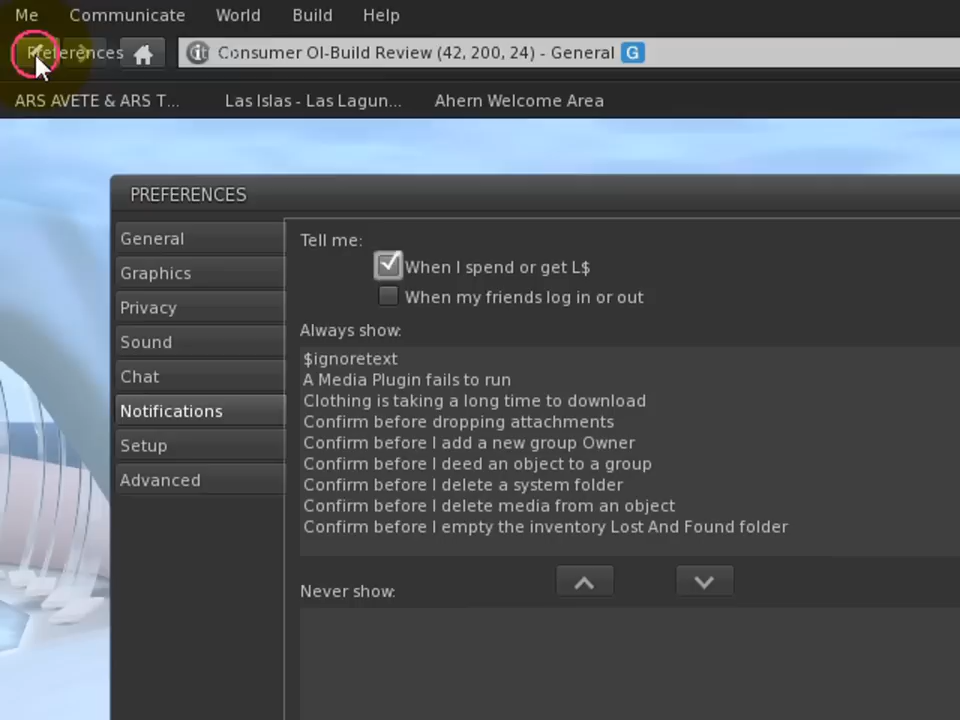 Me Communicate World Build Help
Preferences Consumer OI-Build Review (42, 200, 24) - General G
ARS AVETE & ARS T... Las Islas - Las Lagun... Ahern Welcome Area
PREFERENCES
General
Graphics
Privacy
Sound
Chat
Notifications
Setup
Advanced
Tell me:
When I spend or get L$
When my friends log in or out
Always show:
$ignoretext
A Media Plugin fails to run
Clothing is taking a long time to download
Confirm before dropping attachments
Confirm before I add a new group Owner
Confirm before I deed an object to a group
Confirm before I delete a system folder
Confirm before I delete media from an object
Confirm before I empty the inventory Lost And Found folder
Never show: